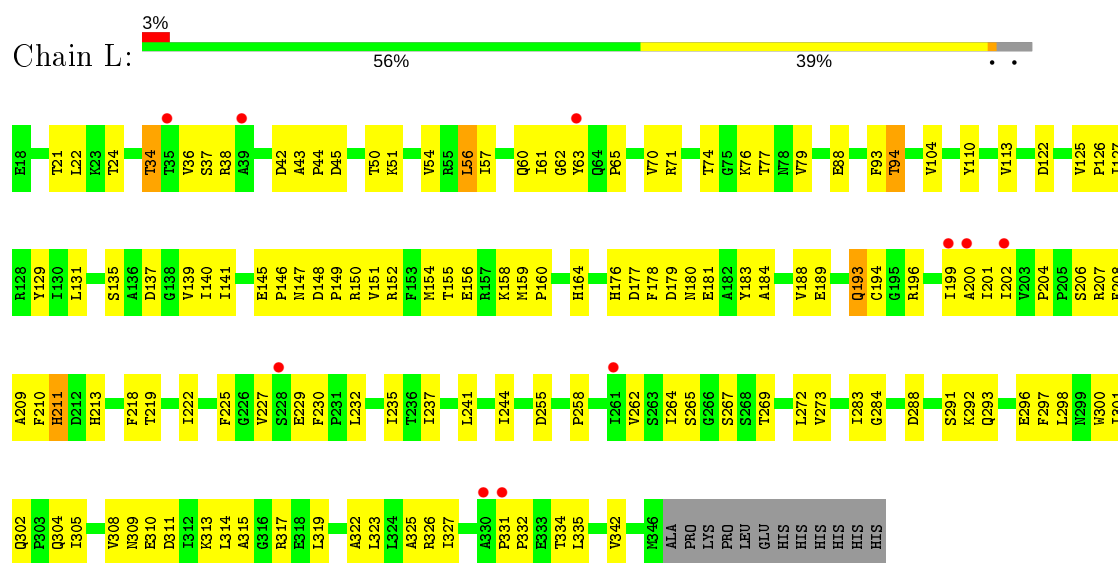 3%
Chain L:
56% 39% • •
E18 T21 L22 K23 T24 T34 T35 V36 S37 R38 A39 D42 A43 P44 D45 T50 K51 V54 R55 L56 I57 Q60 I61 G62 Y63 Q64 P65 V70 R71 T74 G75 K76 T77 N78 V79 E88 F93 T94 V104 Y110 V113 D122 V125 P126 I127
R128 Y129 I130 L131 S135 A136 D137 G138 V139 I140 I141 E145 P146 N147 D148 P149 R150 V151 R152 F153 M154 T155 E156 R157 K158 M159 P160 H164 H176 D177 F178 D179 N180 E181 A182 Y183 A184 V188 E189 Q193 C194 G195 R196 I199 A200 I201 I202 V203 P204 P205 S206 R207 E208
A209 F210 H211 D212 H213 F218 T219 I222 F225 G226 V227 S228 E229 F230 P231 L232 I235 T236 I237 L241 I244 D255 P258 I261 V262 S263 I264 S265 G266 S267 S268 T269 L272 V273 I283 G284 D288 S291 K292 Q293 E296 F297 L298 N299 W300 I301
Q302 P303 Q304 I305 V308 N309 E310 D311 I312 K313 L314 A315 G316 R317 E318 L319 A322 L323 L324 A325 R326 I327 A330 P331 P332 E333 T334 L335 V342 M346 ALA PRO LYS PRO LEU GLU HIS HIS HIS HIS HIS HIS